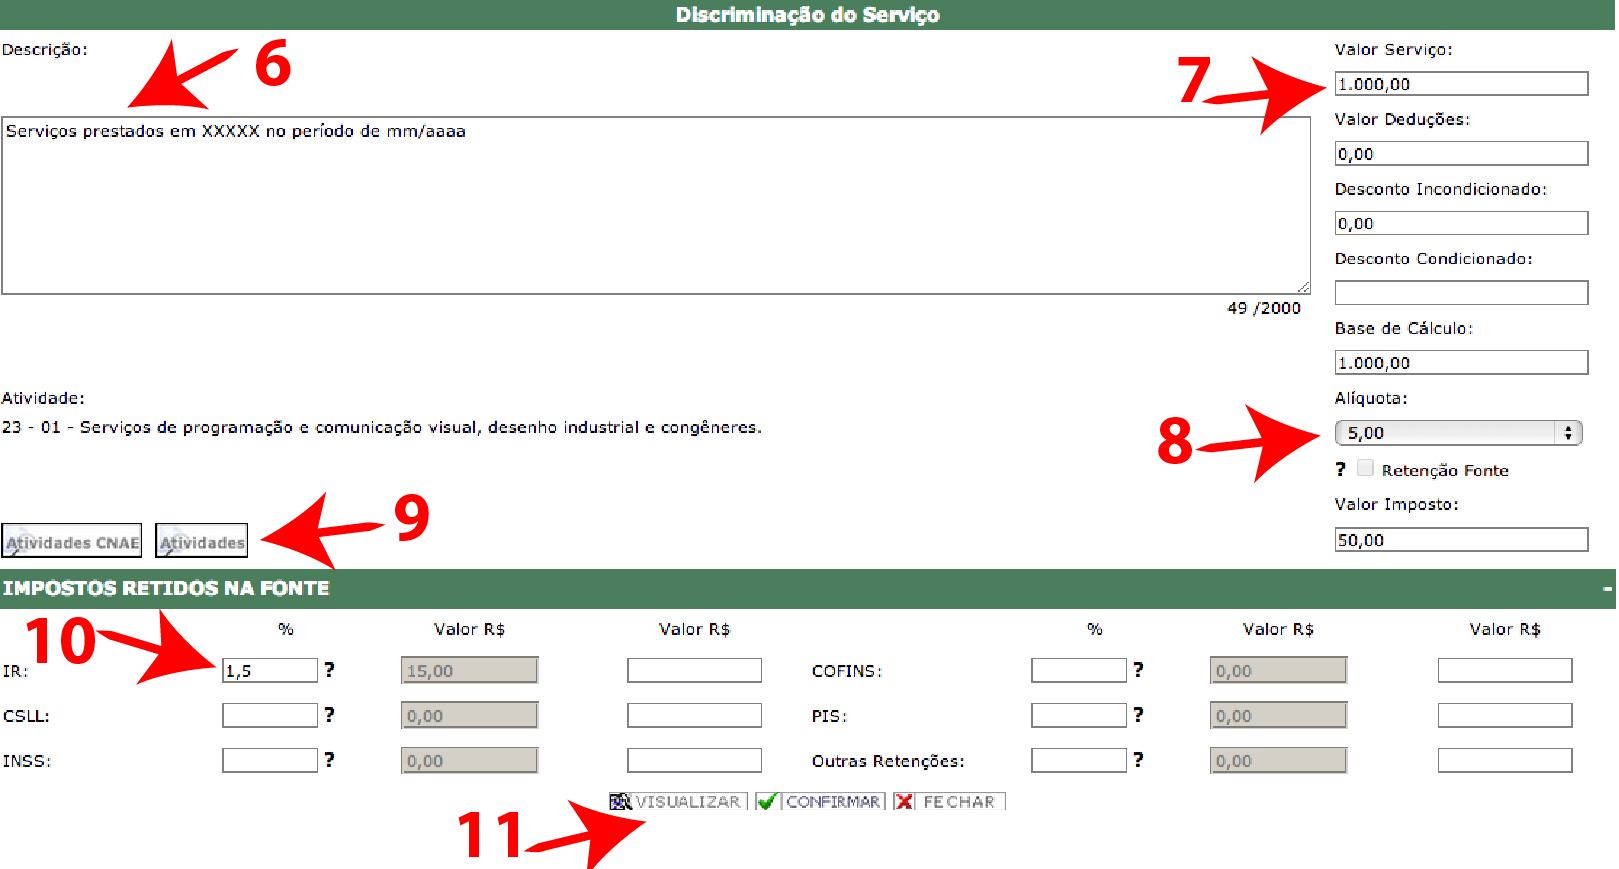 Discriminação do Serviço
Descrição:
6
Serviços prestados em XXXXX no período de mm/aaaa
49 /2000
Valor Serviço:
7
1.000,00
Valor Deduções:
0,00
Desconto Incondicionado:
0,00
Desconto Condicionado:
Base de Cálculo:
1.000,00
Atividade:
23 - 01 - Serviços de programação e comunicação visual, desenho industrial e congêneres.
Alíquota:
8
5,00
? Retenção Fonte
Valor Imposto:
50,00
Atividades CNAE
Atividades
9
IMPOSTOS RETIDOS NA FONTE -
10
% Valor R$ Valor R$ % Valor R$ Valor R$
IR: 1,5 ? 15,00 COFINS: ? 0,00
CSLL: ? 0,00 PIS: ? 0,00
INSS: ? 0,00 Outras Retenções: ? 0,00
VISUALIZAR CONFIRMAR FECHAR
11